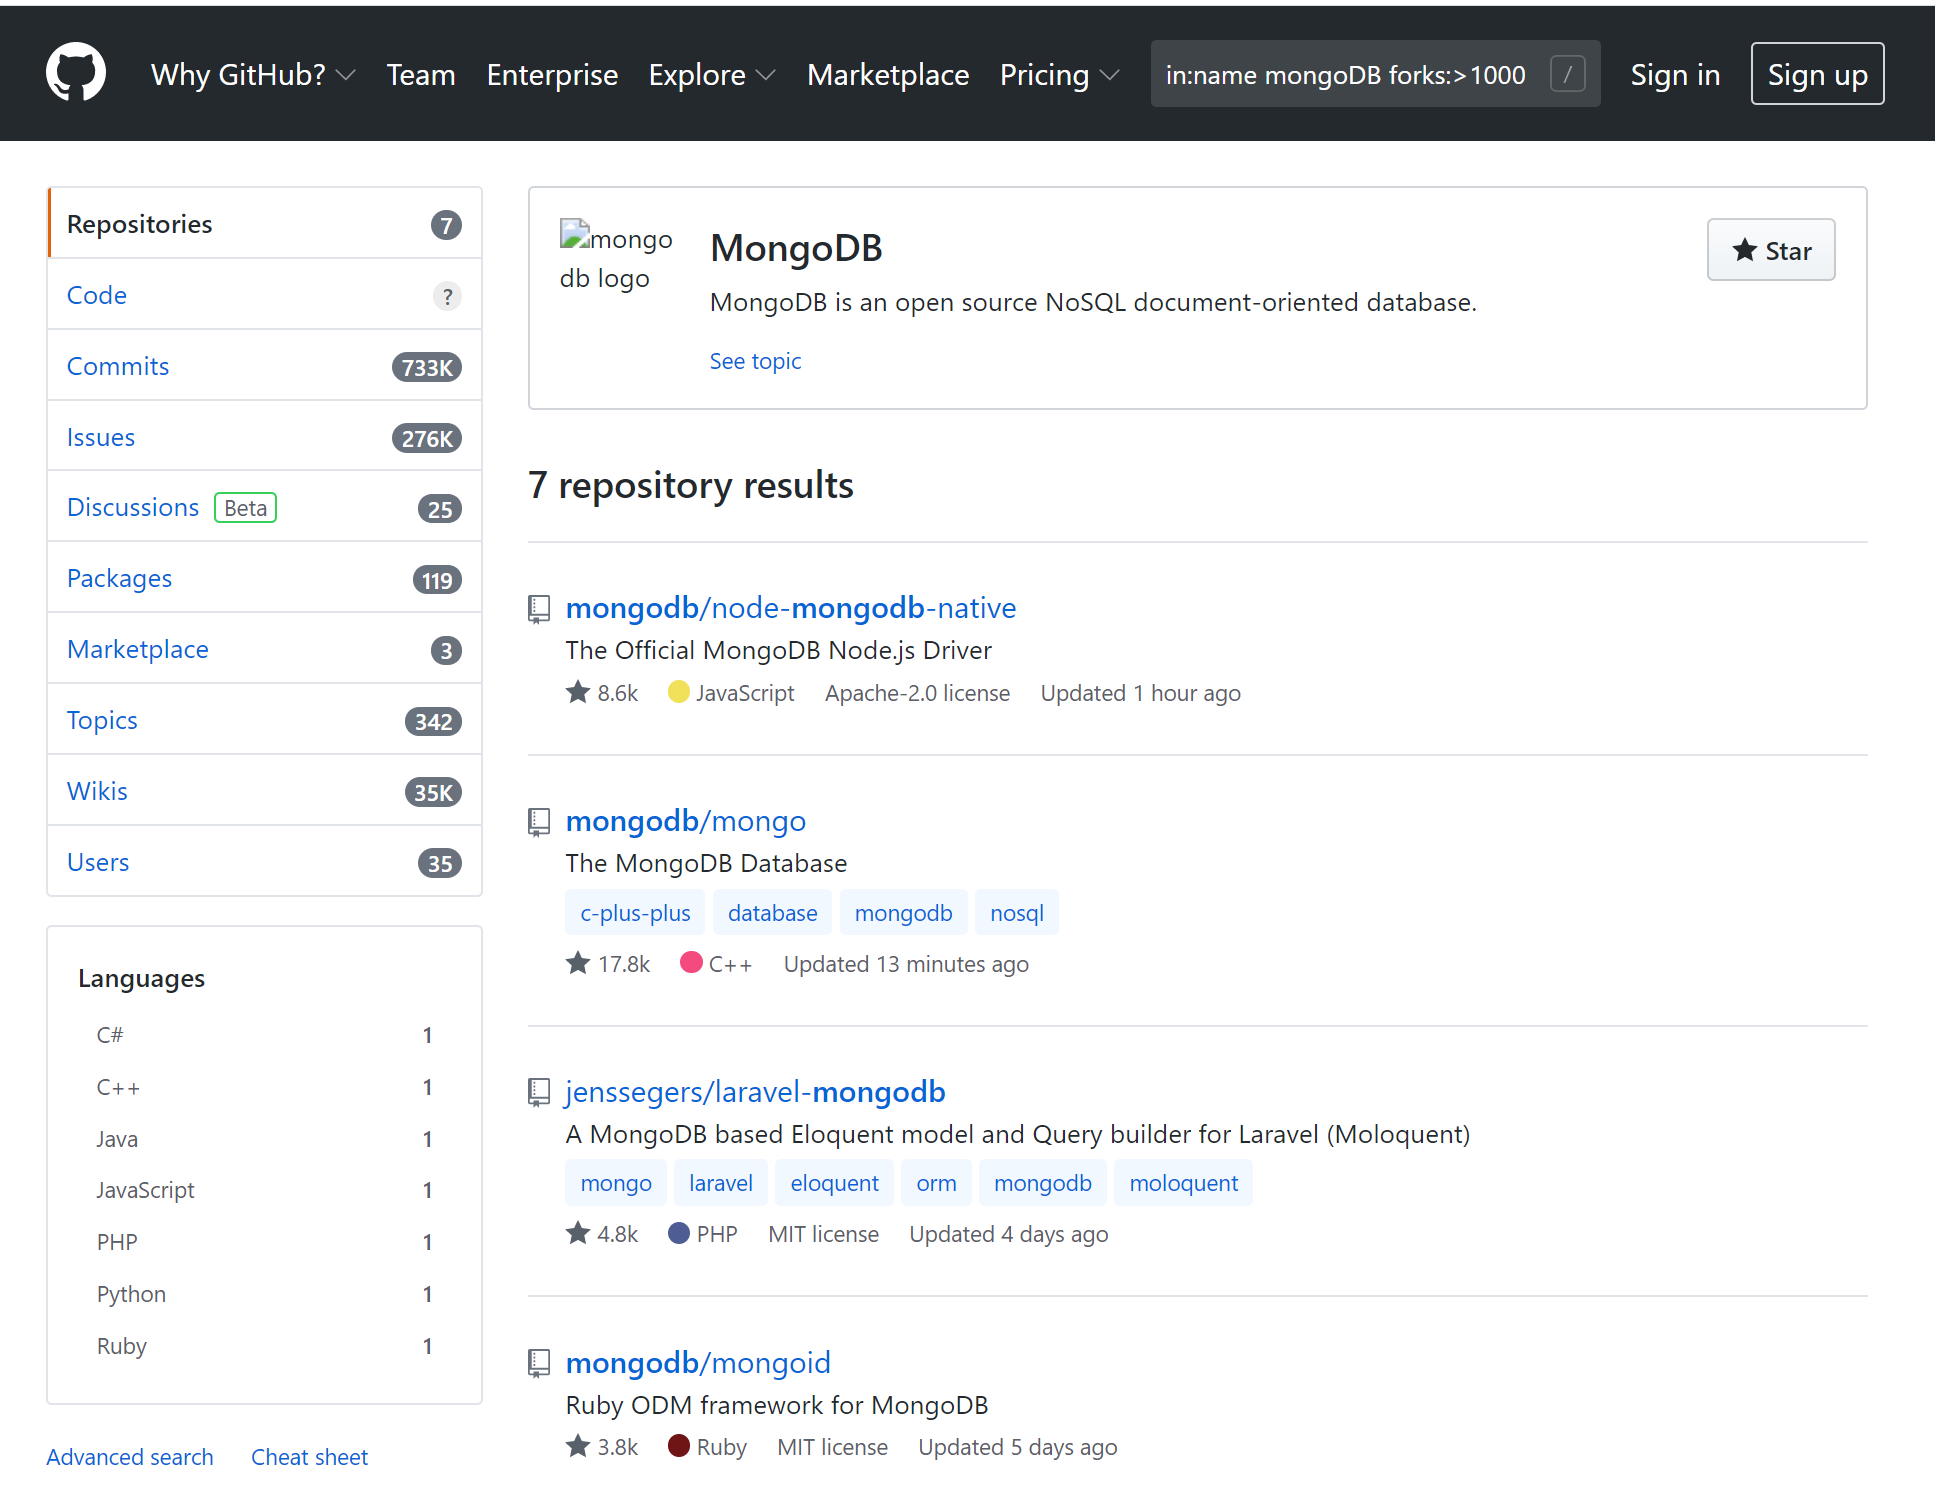 Why GitHub? Team Enterprise Explore Marketplace Pricing in:name mongoDB forks:>1000 / Sign in Sign up
Repositories 7
Code ?
Commits 733K
Issues 276K
Discussions Beta 25
Packages 119
Marketplace 3
Topics 342
Wikis 35K
Users 35
Languages
C# 1
C++ 1
Java 1
JavaScript 1
PHP 1
Python 1
Ruby 1
Advanced search Cheat sheet
mongo
db logo
MongoDB
Star
MongoDB is an open source NoSQL document-oriented database.
See topic
7 repository results
mongodb/node-mongodb-native
The Official MongoDB Node.js Driver
8.6k JavaScript Apache-2.0 license Updated 1 hour ago
mongodb/mongo
The MongoDB Database
c-plus-plus database mongodb nosql
17.8k C++ Updated 13 minutes ago
jenssegers/laravel-mongodb
A MongoDB based Eloquent model and Query builder for Laravel (Moloquent)
mongo laravel eloquent orm mongodb moloquent
4.8k PHP MIT license Updated 4 days ago
mongodb/mongoid
Ruby ODM framework for MongoDB
3.8k Ruby MIT license Updated 5 days ago